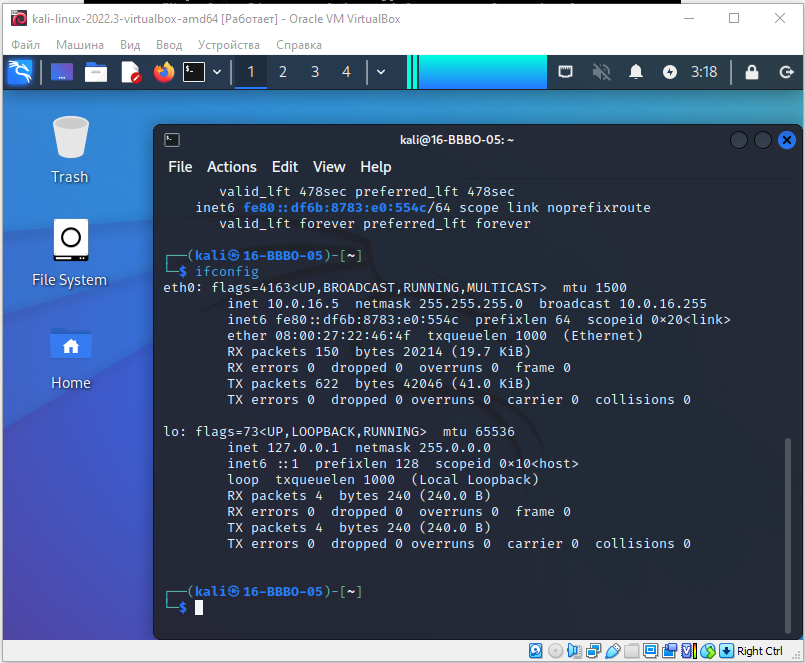 kali-linux-2022.3-virtualbox-amd64 [Работает] - Oracle VM VirtualBox
Файл Машина Вид Ввод Устройства Справка
1 2 3 4 3:18
Trash
File System
Home
kali@16-BBBO-05: ~
File Actions Edit View Help
valid_lft 478sec preferred_lft 478sec
inet6 fe80::df6b:8783:e0:554c/64 scope link noprefixroute
valid_lft forever preferred_lft forever
┌──(kali㉿16-BBBO-05)-[~]
└─$ ifconfig
eth0: flags=4163<UP,BROADCAST,RUNNING,MULTICAST> mtu 1500
inet 10.0.16.5 netmask 255.255.255.0 broadcast 10.0.16.255
inet6 fe80::df6b:8783:e0:554c prefixlen 64 scopeid 0×20<link>
ether 08:00:27:22:46:4f txqueuelen 1000 (Ethernet)
RX packets 150 bytes 20214 (19.7 KiB)
RX errors 0 dropped 0 overruns 0 frame 0
TX packets 622 bytes 42046 (41.0 KiB)
TX errors 0 dropped 0 overruns 0 carrier 0 collisions 0
lo: flags=73<UP,LOOPBACK,RUNNING> mtu 65536
inet 127.0.0.1 netmask 255.0.0.0
inet6 ::1 prefixlen 128 scopeid 0×10<host>
loop txqueuelen 1000 (Local Loopback)
RX packets 4 bytes 240 (240.0 B)
RX errors 0 dropped 0 overruns 0 frame 0
TX packets 4 bytes 240 (240.0 B)
TX errors 0 dropped 0 overruns 0 carrier 0 collisions 0
┌──(kali㉿16-BBBO-05)-[~]
└─$
Right Ctrl